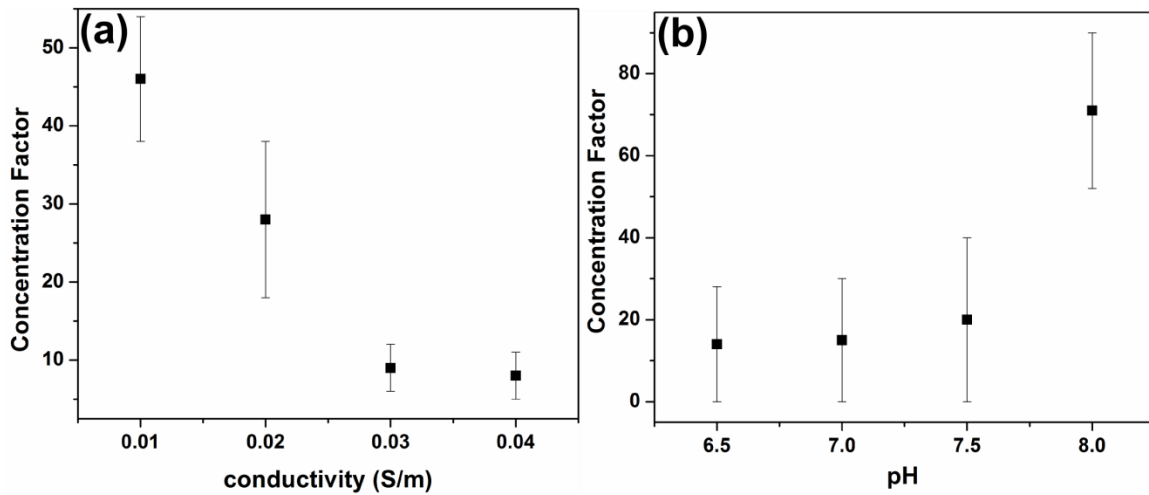 (a)
Concentration Factor
50
40
30
20
10
0.01 0.02 0.03 0.04
conductivity (S/m)
(b)
Concentration Factor
80
60
40
20
0
6.5 7.0 7.5 8.0
pH